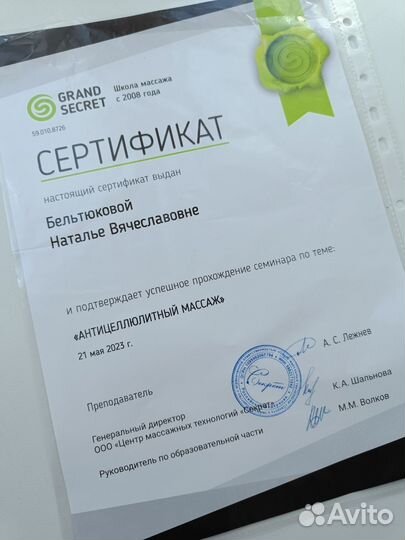 GRAND
SECRET
Школа массажа
с 2008 года
59.010.8726
СЕРТИФИКАТ
настоящий сертификат выдан
Бельтюковой
Наталье Вячеславовне
и подтверждает успешное прохождение семинара по теме:
«АНТИЦЕЛЛЮЛИТНЫЙ МАССАЖ»
21 мая 2023 г.
Преподаватель
А. С. Лежнев
Генеральный директор
ООО «Центр массажных технологий «Секрет»
К.А. Шальнова
Руководитель по образовательной части
М.М. Волков
Секрет
Avito